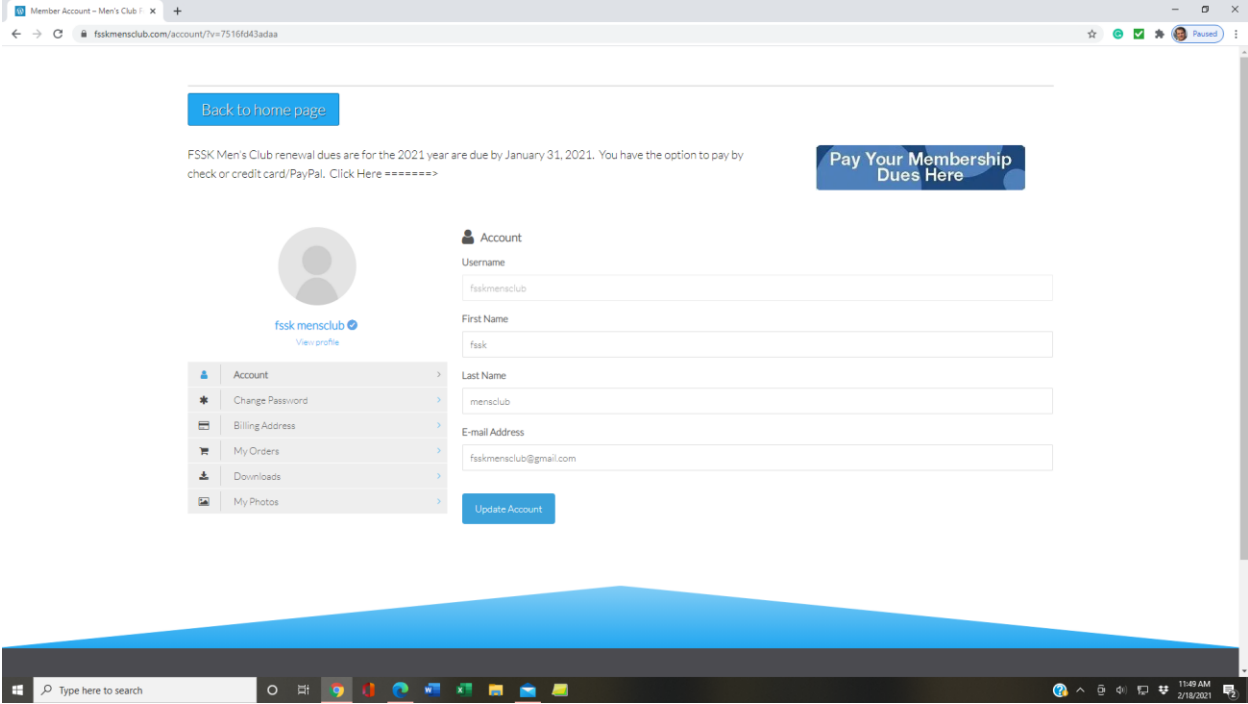 Member Account – Men's Club F
fsskmensclub.com/account/?v=7516fd43adaa
Paused
Back to home page
FSSK Men's Club renewal dues are for the 2021 year are due by January 31, 2021. You have the option to pay by
check or credit card/PayPal. Click Here =======>
Pay Your Membership
Dues Here
fssk mensclub
View profile
Account
Change Password
Billing Address
My Orders
Downloads
My Photos
Account
Username
fsskmensclub
First Name
fssk
Last Name
mensclub
E-mail Address
fsskmensclub@gmail.com
Update Account
Type here to search
11:49 AM
2/18/2021
2